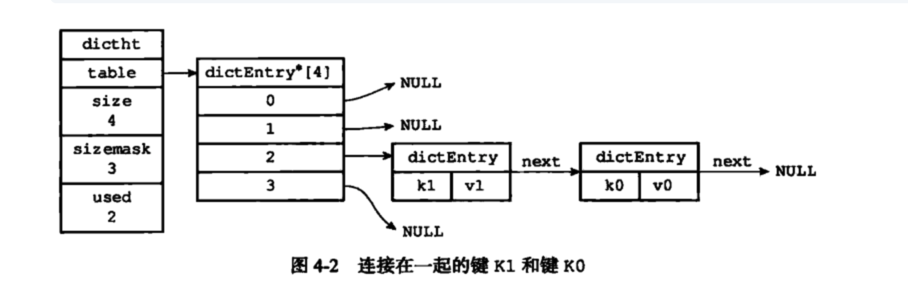 dictht
table
size
4
sizemask
3
used
2
dictEntry*[4]
0
1
2
3
NULL
NULL
dictEntry
k1 v1
next
dictEntry
k0 v0
next
NULL
NULL
图 4-2 连接在一起的键 K1 和键 K0